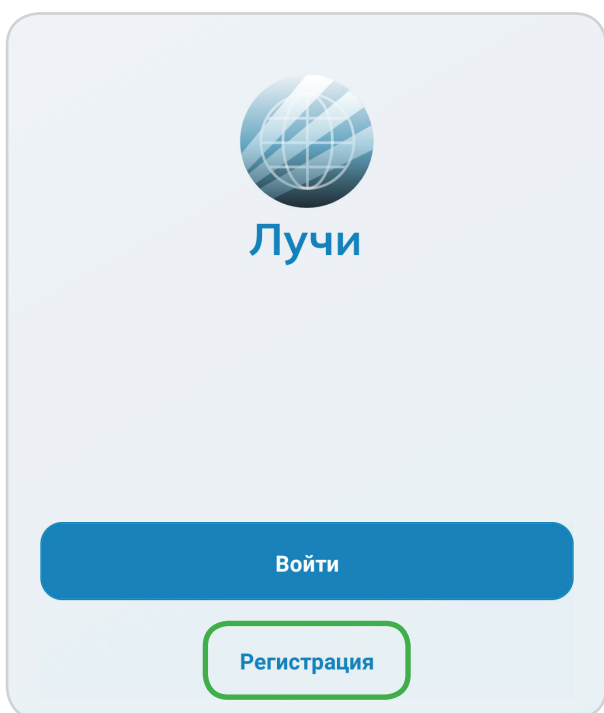 Лучи
Войти
Регистрация